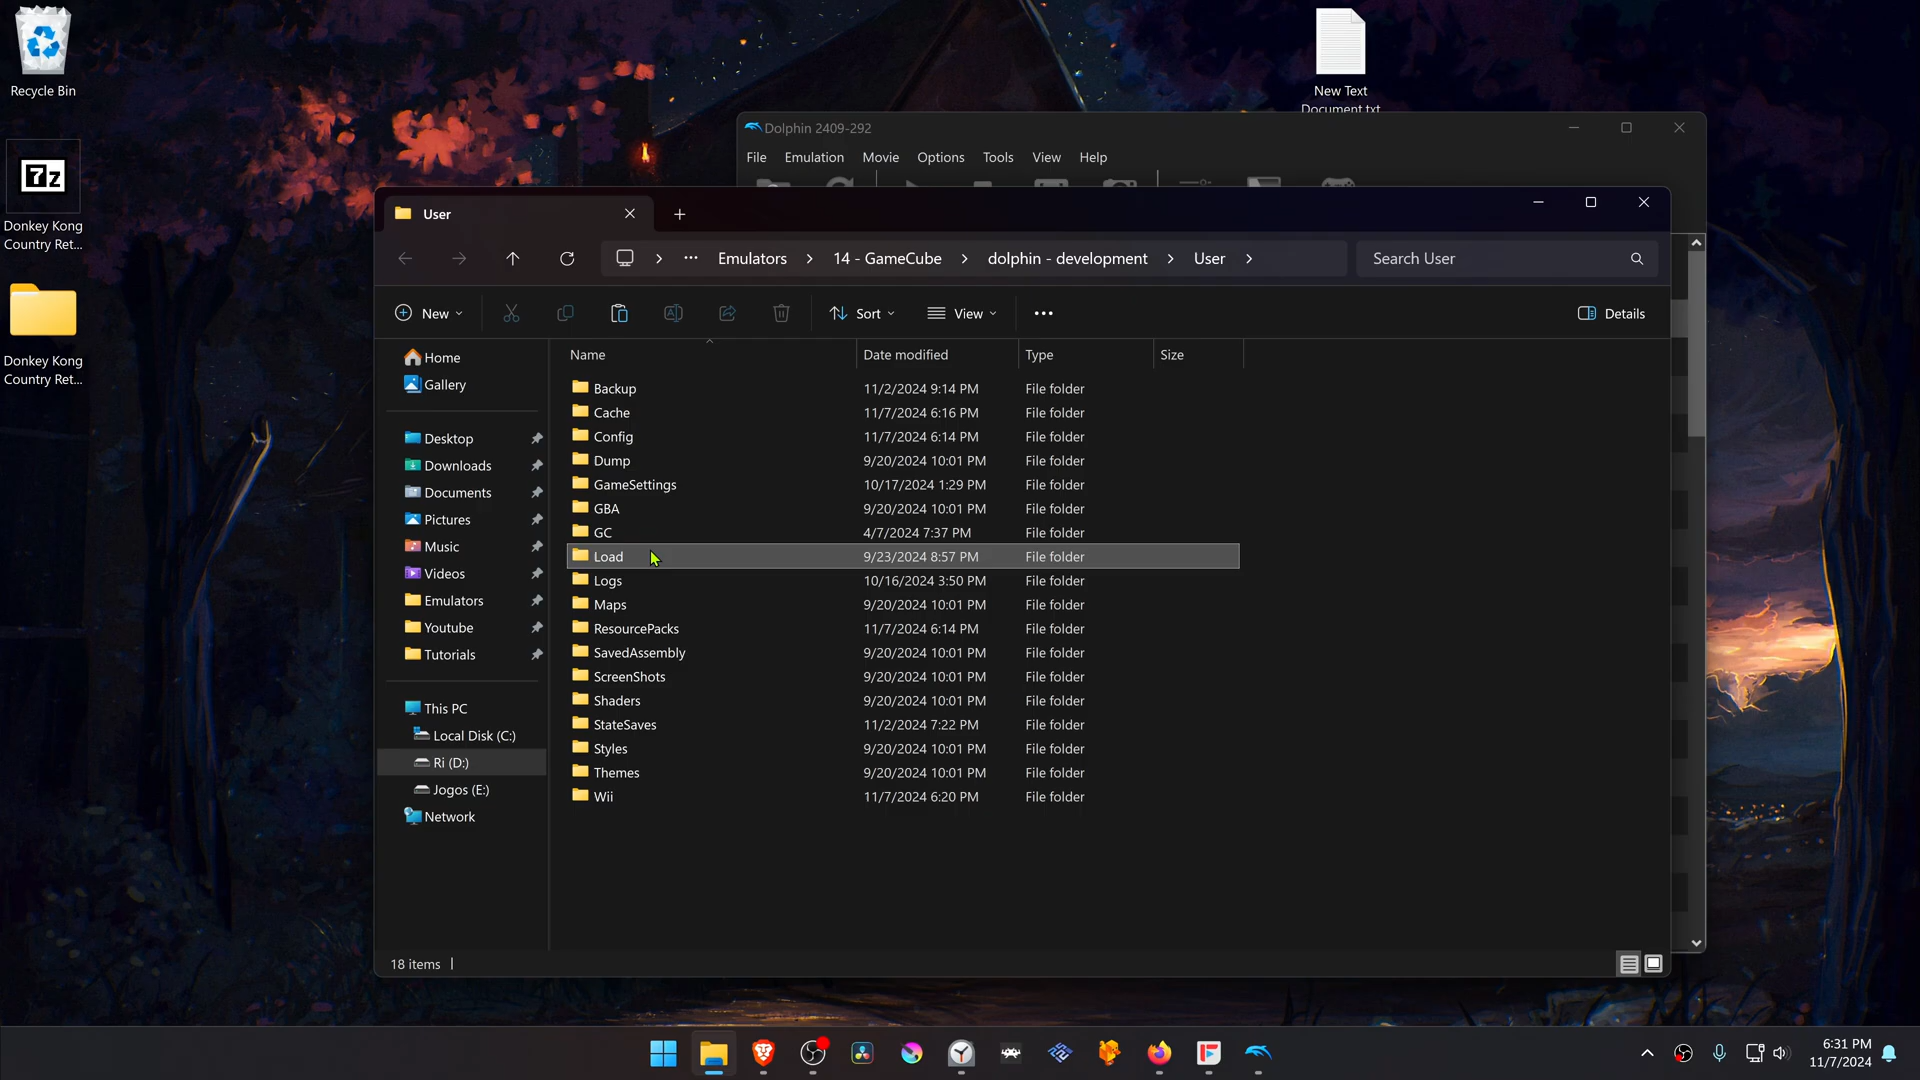 Recycle Bin
7z
Donkey Kong
Country Ret...
Donkey Kong
Country Ret...
New Text
Document.txt
Dolphin 2409-292
File Emulation Movie Options Tools View Help
User
Emulators > 14 - GameCube > dolphin - development > User >
Search User
New
Sort
View
Details
Home
Gallery
Desktop
Downloads
Documents
Pictures
Music
Videos
Emulators
Youtube
Tutorials
This PC
Local Disk (C:)
Ri (D:)
Jogos (E:)
Network
Name Date modified Type Size
Backup 11/2/2024 9:14 PM File folder
Cache 11/7/2024 6:16 PM File folder
Config 11/7/2024 6:14 PM File folder
Dump 9/20/2024 10:01 PM File folder
GameSettings 10/17/2024 1:29 PM File folder
GBA 9/20/2024 10:01 PM File folder
GC 4/7/2024 7:37 PM File folder
Load 9/23/2024 8:57 PM File folder
Logs 10/16/2024 3:50 PM File folder
Maps 9/20/2024 10:01 PM File folder
ResourcePacks 11/7/2024 6:14 PM File folder
SavedAssembly 9/20/2024 10:01 PM File folder
ScreenShots 9/20/2024 10:01 PM File folder
Shaders 9/20/2024 10:01 PM File folder
StateSaves 11/2/2024 7:22 PM File folder
Styles 9/20/2024 10:01 PM File folder
Themes 9/20/2024 10:01 PM File folder
Wii 11/7/2024 6:20 PM File folder
18 items
6:31 PM
11/7/2024